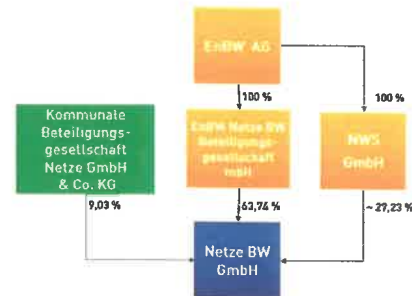 EnBW AG
100 %
100 %
Kommunale
Beteiligungs-
gesellschaft
Netze GmbH
& Co. KG
EnBW Netze BW
Beteiligungs-
gesellschaft
mbH
NWS
GmbH
9,03 %
63,74 %
~ 27,23 %
Netze BW
GmbH